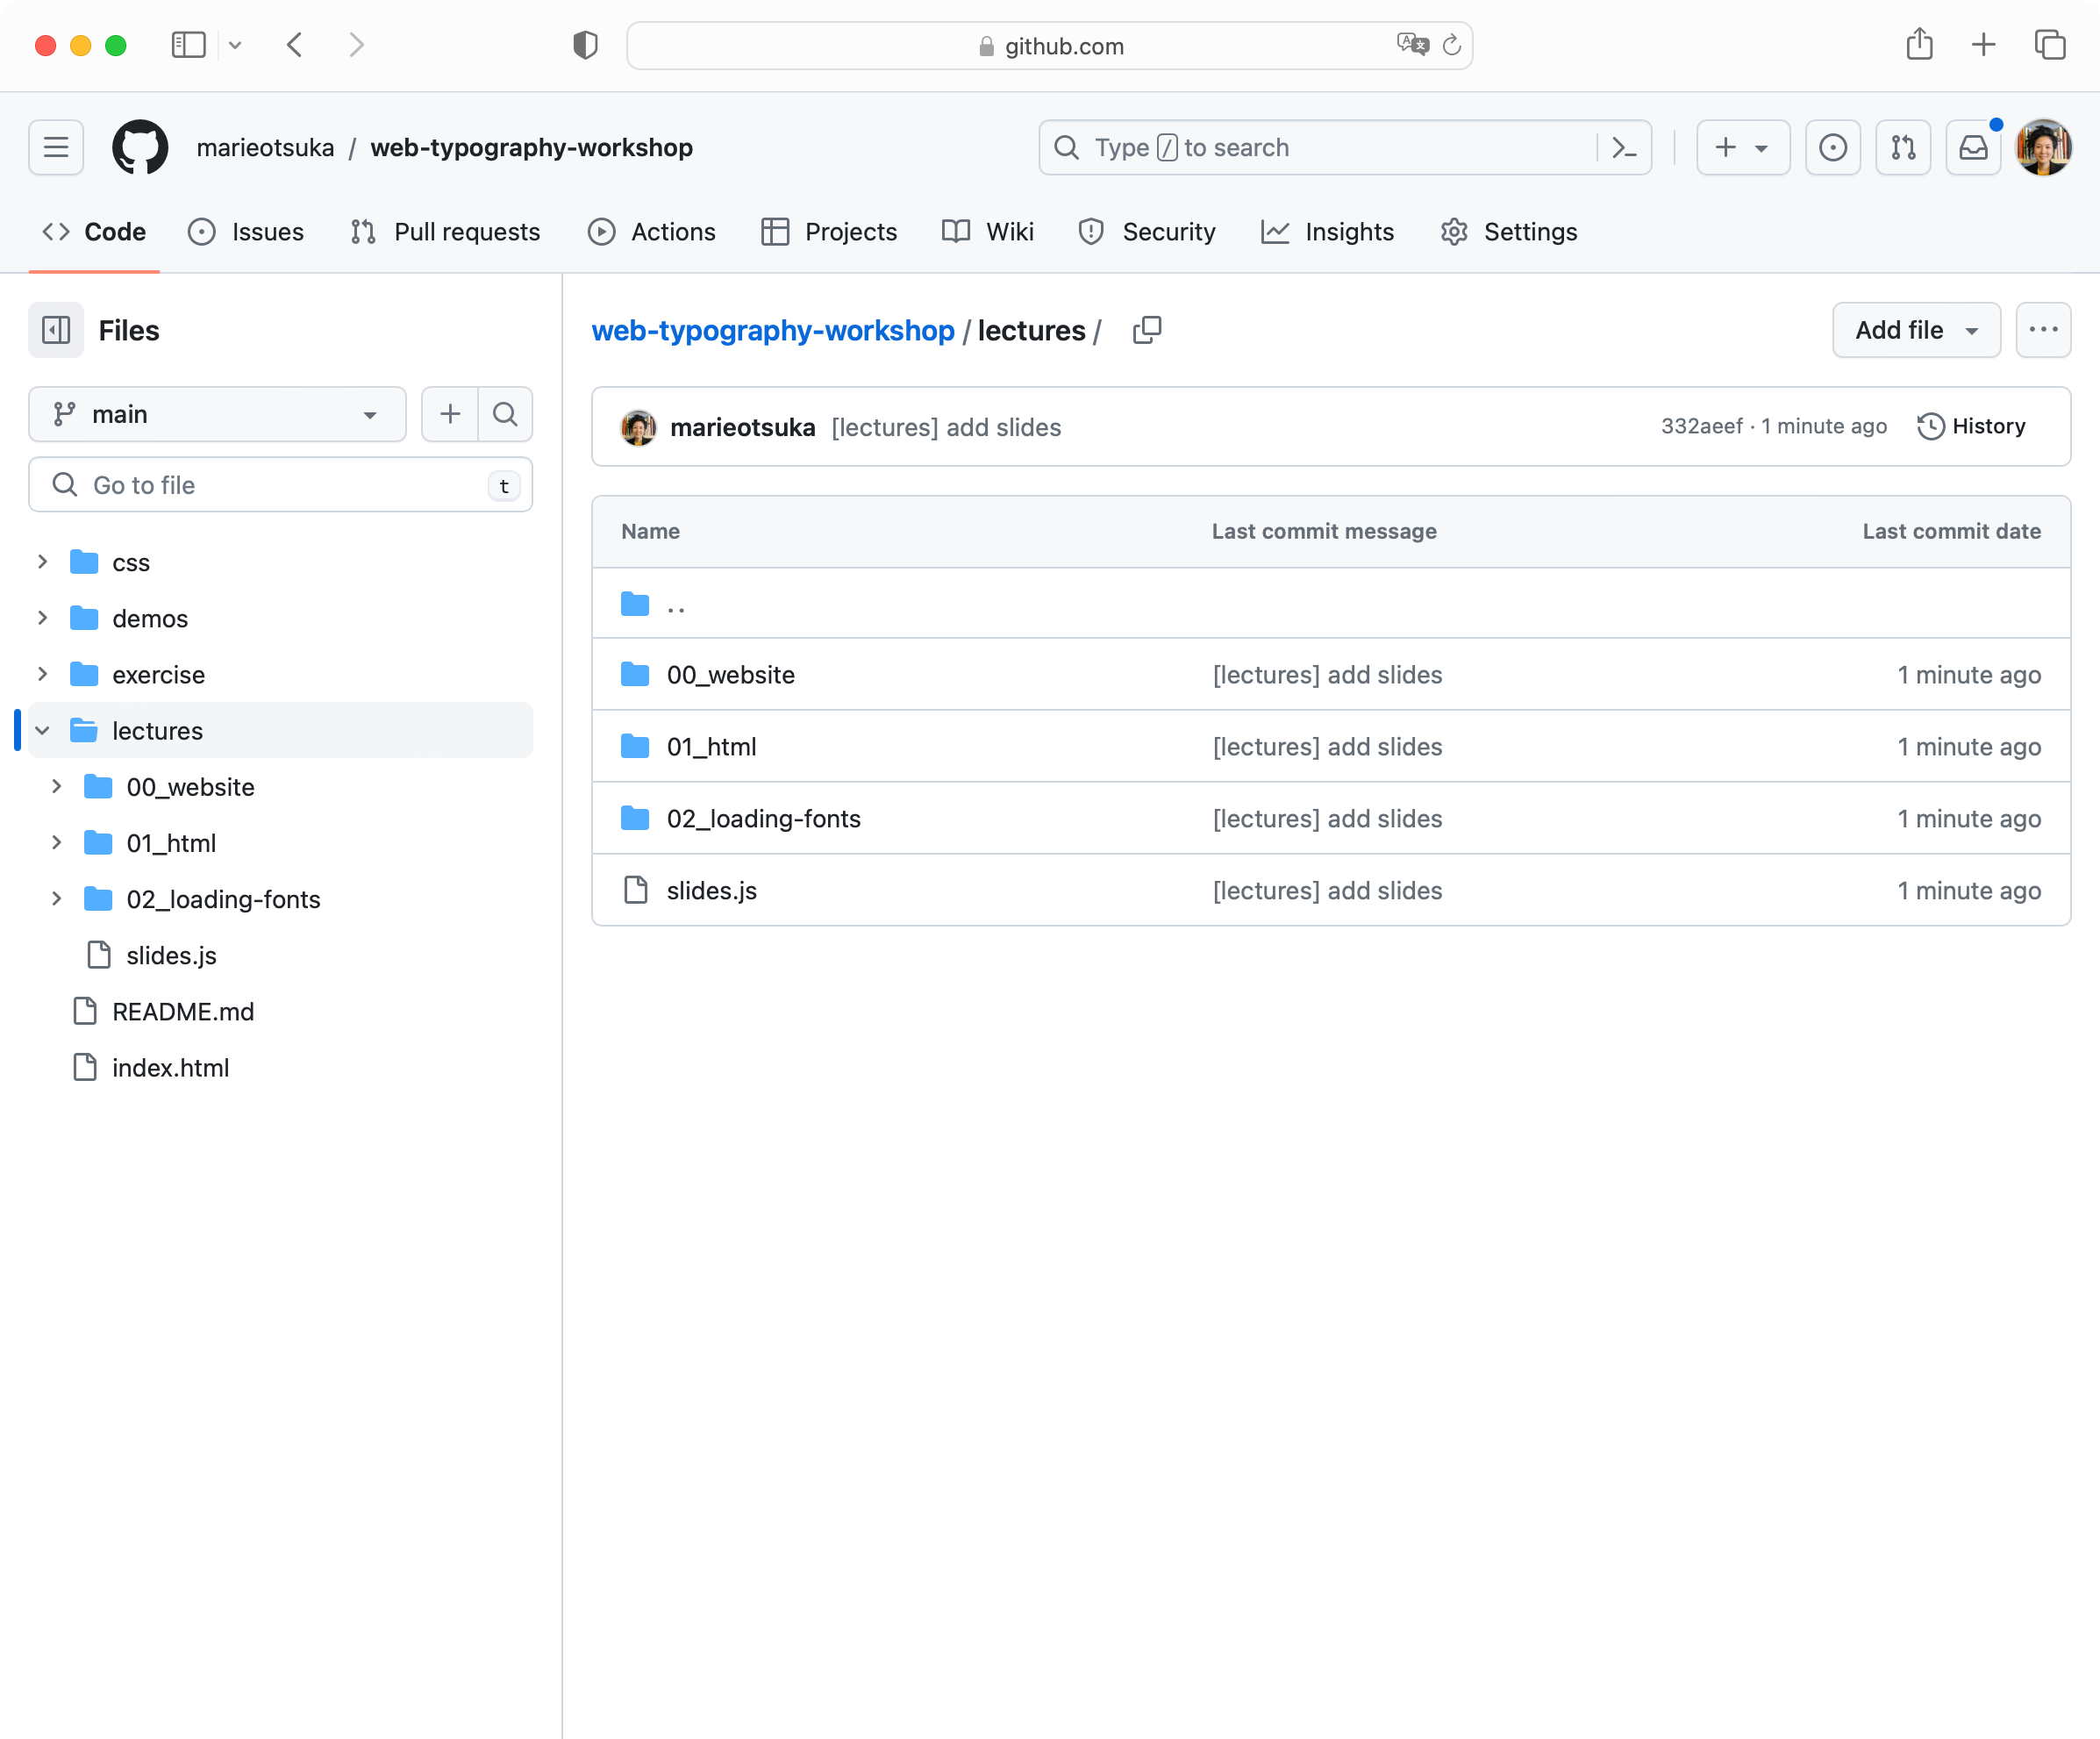 github.com
marieotsuka / web-typography-workshop
Type / to search
Code Issues Pull requests Actions Projects Wiki Security Insights Settings
Files
main
Go to file t
css
demos
exercise
lectures
00_website
01_html
02_loading-fonts
slides.js
README.md
index.html
web-typography-workshop / lectures /
Add file
marieotsuka [lectures] add slides 332aeef · 1 minute ago History
Name Last commit message Last commit date
..
00_website [lectures] add slides 1 minute ago
01_html [lectures] add slides 1 minute ago
02_loading-fonts [lectures] add slides 1 minute ago
slides.js [lectures] add slides 1 minute ago